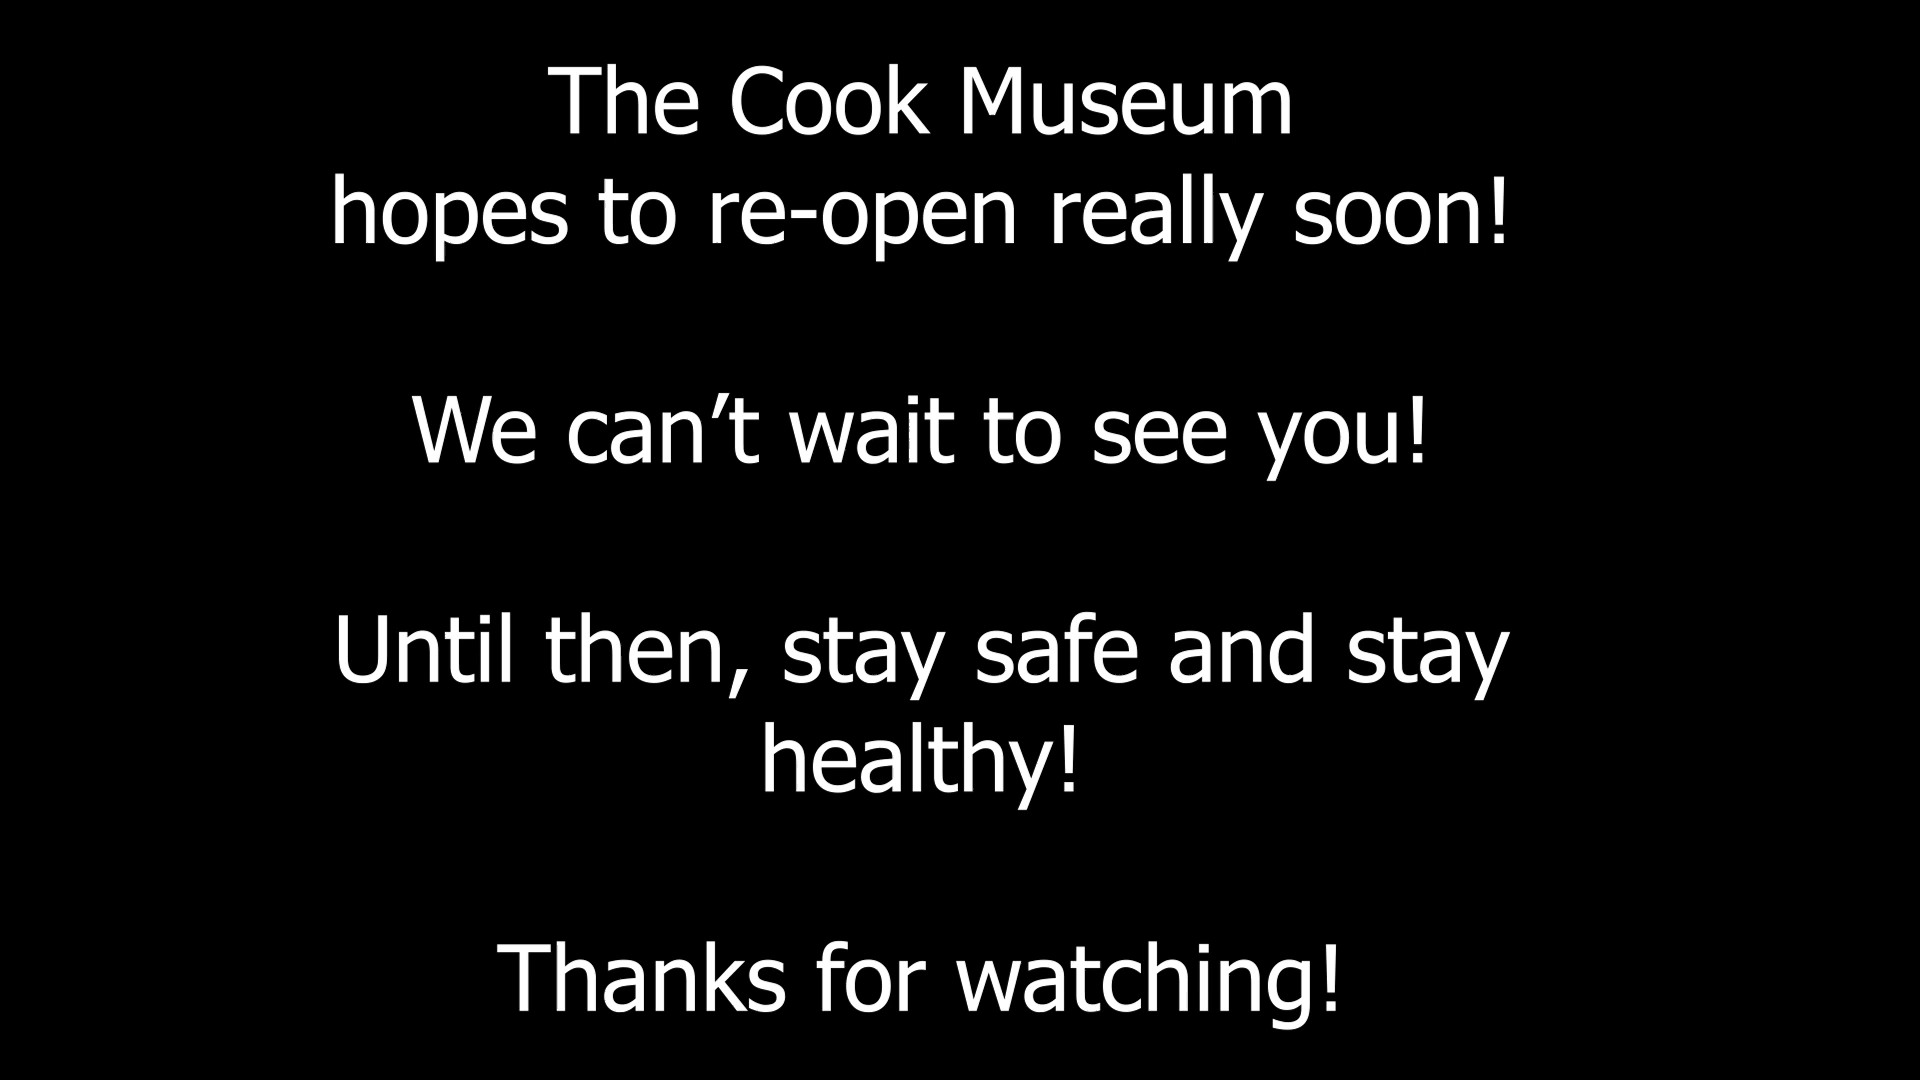 The Cook Museum
hopes to re-open really soon!
We can’t wait to see you!
Until then, stay safe and stay
healthy!
Thanks for watching!